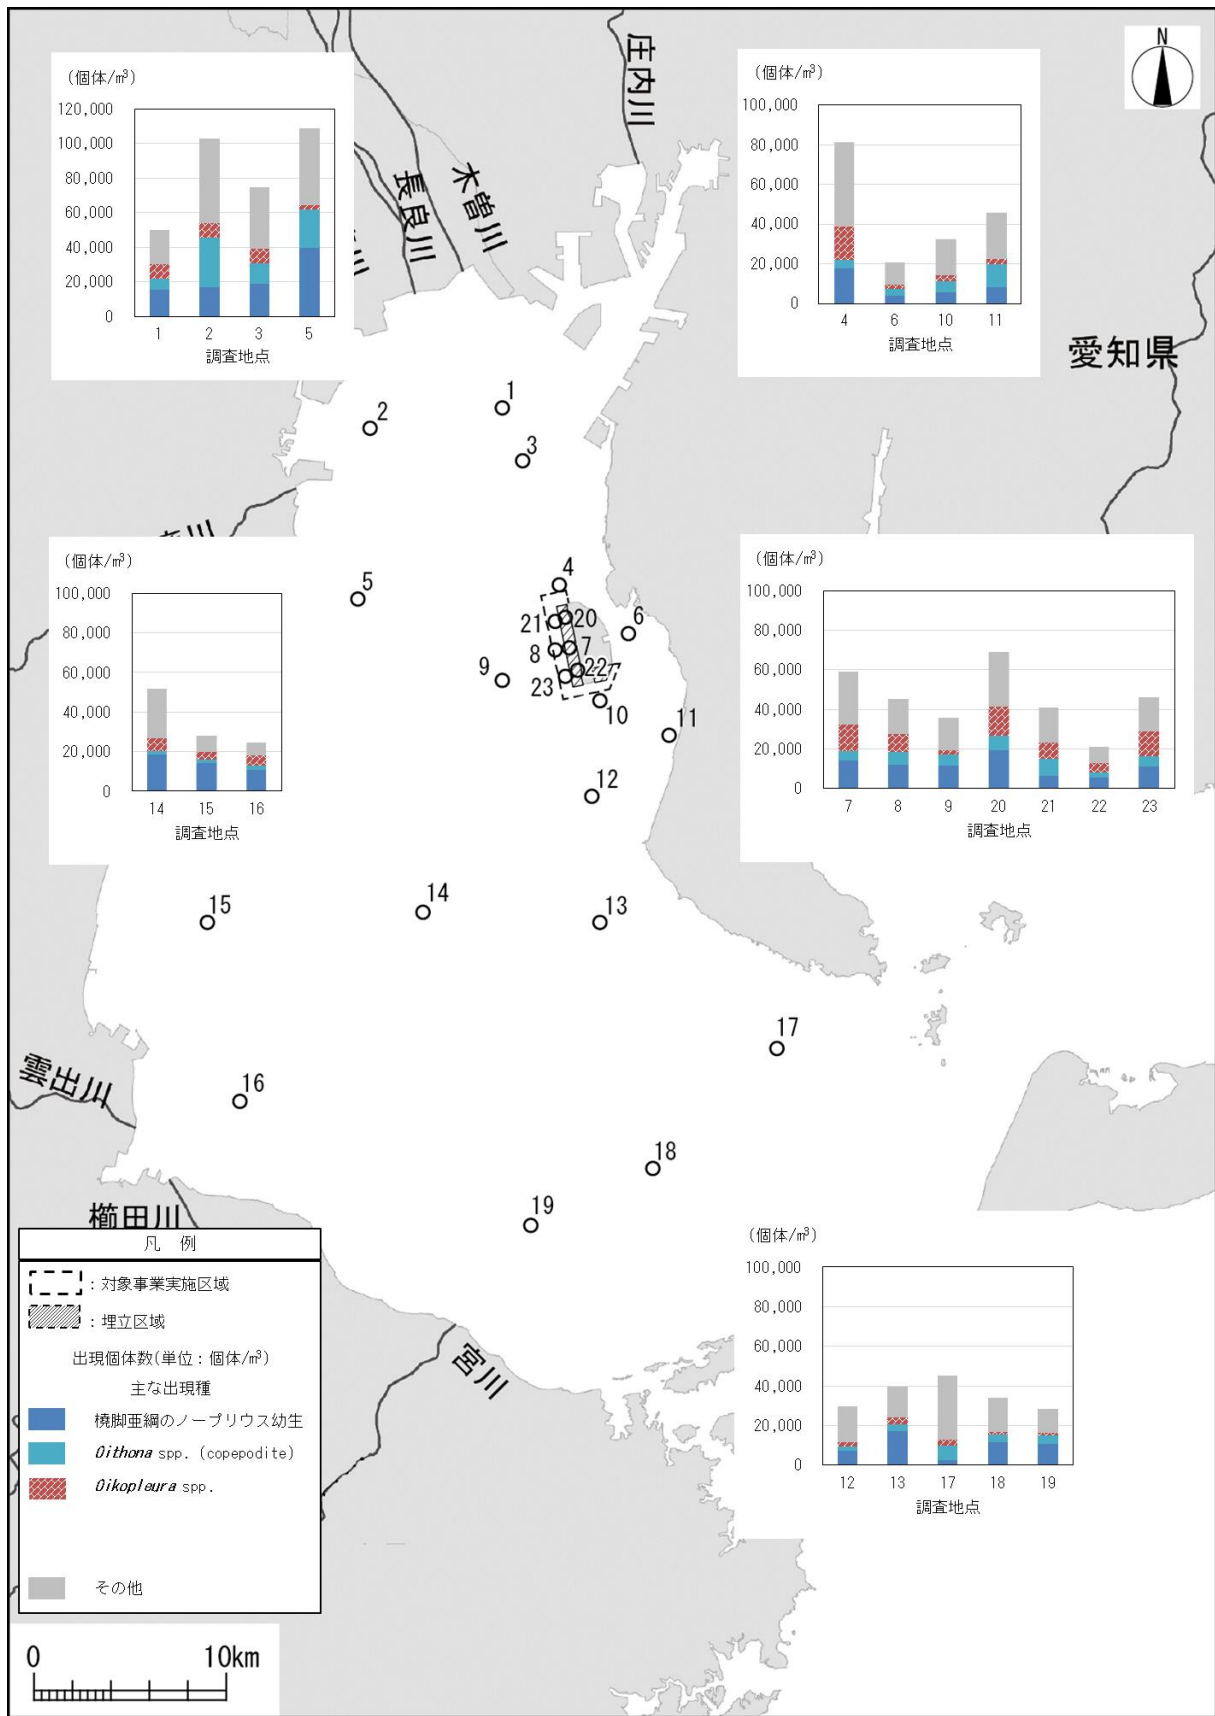 N
庄内川
木曽川
長良川
愛知県
雲出川
櫛田川
宮川
(個体/㎥)
120,000
100,000
80,000
60,000
40,000
20,000
0
1 2 3 5
調査地点
(個体/㎥)
100,000
80,000
60,000
40,000
20,000
0
4 6 10 11
調査地点
(個体/㎥)
100,000
80,000
60,000
40,000
20,000
0
14 15 16
調査地点
(個体/㎥)
100,000
80,000
60,000
40,000
20,000
0
7 8 9 20 21 22 23
調査地点
(個体/㎥)
100,000
80,000
60,000
40,000
20,000
0
12 13 17 18 19
調査地点
1
2
3
4
5
6
20
21
7
8
22
9
23
10
11
12
14
13
15
17
16
18
19
凡 例
：対象事業実施区域
：埋立区域
出現個体数(単位：個体/㎥)
主な出現種
橈脚亜綱のノープリウス幼生
Oithona spp. (copepodite)
Oikopleura spp.
その他
0 10km